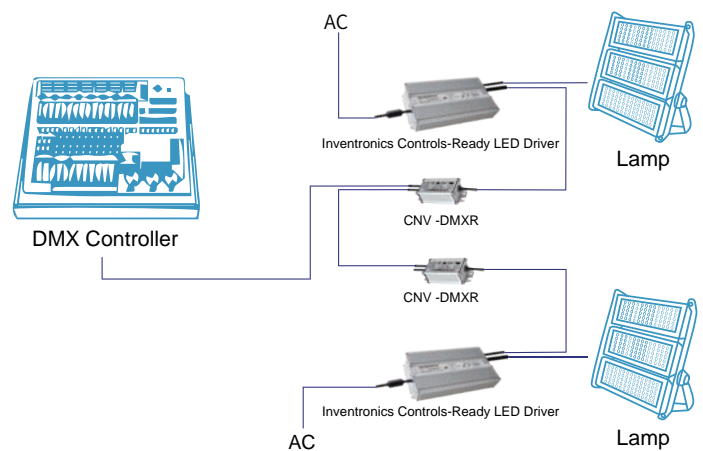 AC
Inventronics Controls-Ready LED Driver
Lamp
CNV -DMXR
DMX Controller
CNV -DMXR
Inventronics Controls-Ready LED Driver
AC
Lamp